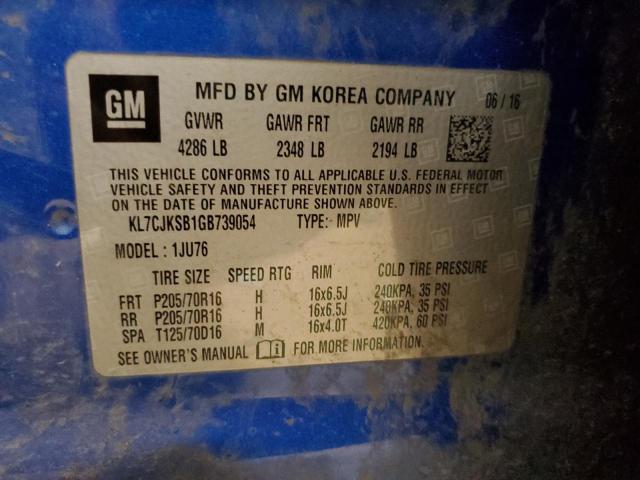 GM
MFD BY GM KOREA COMPANY 06 / 16
GVWR GAWR FRT GAWR RR
4286 LB 2348 LB 2194 LB
THIS VEHICLE CONFORMS TO ALL APPLICABLE U.S. FEDERAL MOTOR
VEHICLE SAFETY AND THEFT PREVENTION STANDARDS IN EFFECT
ON THE DATE OF MANUFACTURE SHOWN ABOVE.
KL7CJKSB1GB739054 TYPE: MPV
MODEL : 1JU76
TIRE SIZE SPEED RTG RIM COLD TIRE PRESSURE
FRT P205/70R16 H 16x6.5J 240KPA, 35 PSI
RR P205/70R16 H 16x6.5J 240KPA, 35 PSI
SPA T125/70D16 M 16x4.0T 420KPA, 60 PSI
SEE OWNER'S MANUAL FOR MORE INFORMATION.